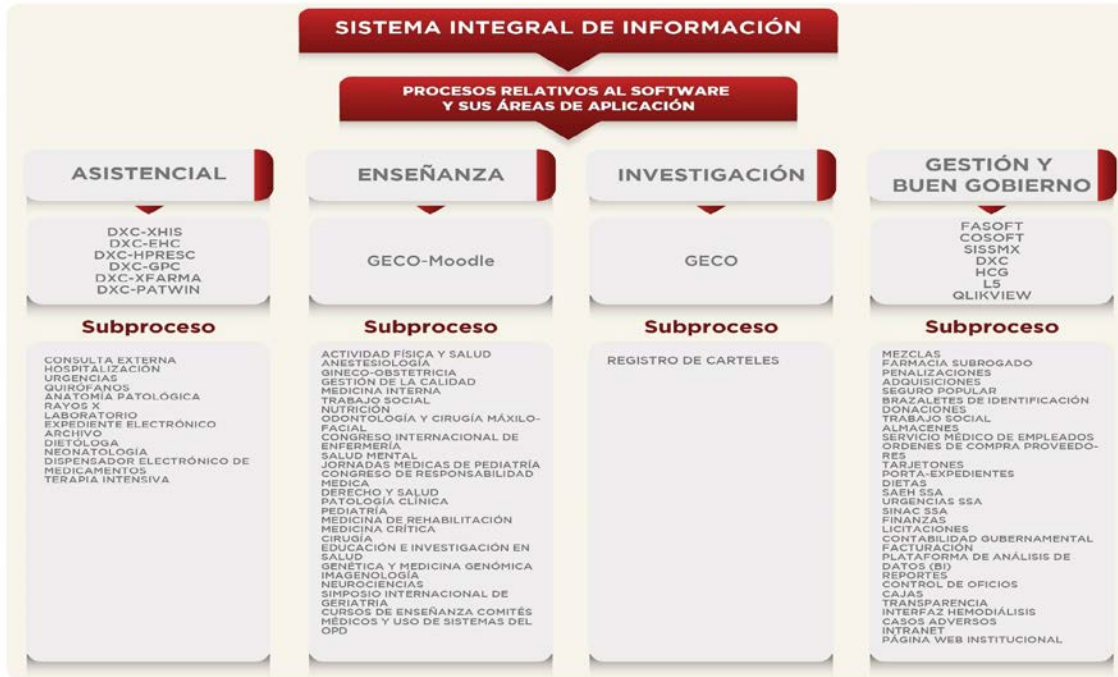 SISTEMA INTEGRAL DE INFORMACIÓN
PROCESOS RELATIVOS AL SOFTWARE
Y SUS ÁREAS DE APLICACIÓN
ASISTENCIAL
DXC-XHIS
DXC-EHC
DXC-HPRESC
DXC-GPC
DXC-XFARMA
DXC-PATWIN
Subproceso
CONSULTA EXTERNA
HOSPITALIZACIÓN
URGENCIAS
QUIRÓFANOS
ANATOMÍA PATOLÓGICA
RAYOS X
LABORATORIO
EXPEDIENTE ELECTRÓNICO
ARCHIVO
DIETÓLOGA
NEONATOLOGÍA
DISPENSADOR ELECTRÓNICO DE
MEDICAMENTOS
TERAPIA INTENSIVA
ENSEÑANZA
GECO-Moodle
Subproceso
ACTIVIDAD FÍSICA Y SALUD
ANESTESIOLOGÍA
GINECO-OBSTETRICIA
GESTIÓN DE LA CALIDAD
MEDICINA INTERNA
TRABAJO SOCIAL
NUTRICIÓN
ODONTOLOGÍA Y CIRUGÍA MÁXILO-
FACIAL
CONGRESO INTERNACIONAL DE
ENFERMERÍA
SALUD MENTAL
JORNADAS MEDICAS DE PEDIATRÍA
CONGRESO DE RESPONSABILIDAD
MEDICA
DERECHO Y SALUD
PATOLOGÍA CLÍNICA
PEDIATRÍA
MEDICINA DE REHABILITACIÓN
MEDICINA CRÍTICA
CIRUGÍA
EDUCACIÓN E INVESTIGACIÓN EN
SALUD
GENÉTICA Y MEDICINA GENÓMICA
IMAGENOLOGÍA
NEUROCIENCIAS
SIMPOSIO INTERNACIONAL DE
GERIATRIA
CURSOS DE ENSEÑANZA COMITÉS
MÉDICOS Y USO DE SISTEMAS DEL
OPD
INVESTIGACIÓN
GECO
Subproceso
REGISTRO DE CARTELES
GESTIÓN Y
BUEN GOBIERNO
FASOFT
COSOFT
SISSMX
DXC
HCG
L5
QLIKVIEW
Subproceso
MEZCLAS
FARMACIA SUBROGADO
PENALIZACIONES
ADQUISICIONES
SEGURO POPULAR
BRAZALETES DE IDENTIFICACIÓN
DONACIONES
TRABAJO SOCIAL
ALMACENES
SERVICIO MÉDICO DE EMPLEADOS
ORDENES DE COMPRA PROVEEDO-
RES
TARJETONES
PORTA-EXPEDIENTES
DIETAS
SAEH SSA
URGENCIAS SSA
SINAC SSA
FINANZAS
LICITACIONES
CONTABILIDAD GUBERNAMENTAL
FACTURACIÓN
PLATAFORMA DE ANÁLISIS DE
DATOS (BI)
REPORTES
CONTROL DE OFICIOS
CAJAS
TRANSPARENCIA
INTERFAZ HEMODIÁLISIS
CASOS ADVERSOS
INTRANET
PÁGINA WEB INSTITUCIONAL